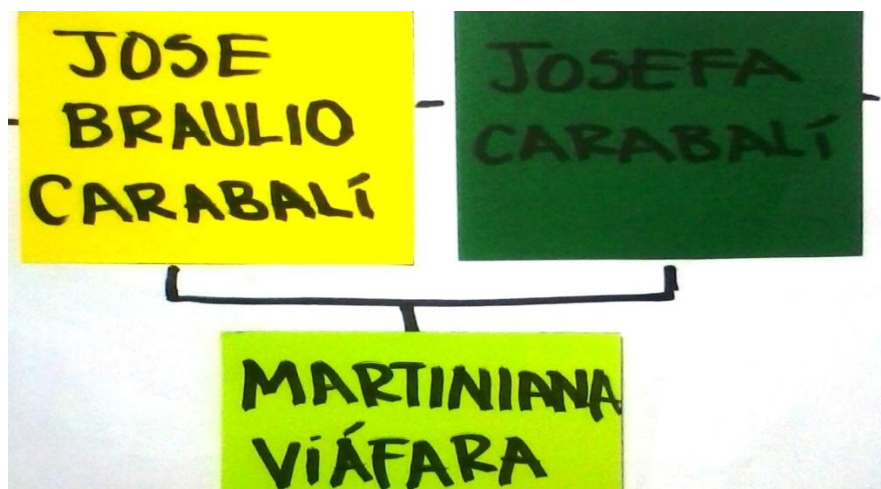 JOSE
BRAULIO
CARABALÍ
JOSEFA
CARABALÍ
MARTINIANA
VIÁFARA